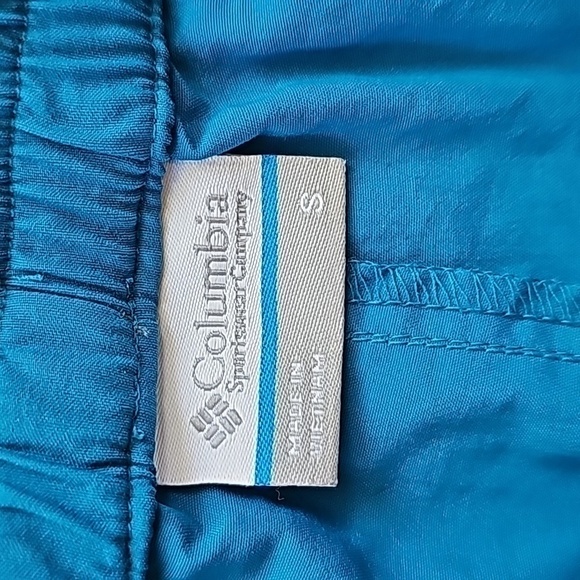 Columbia
Sportswear Company
S
MADE IN
VIETNAM